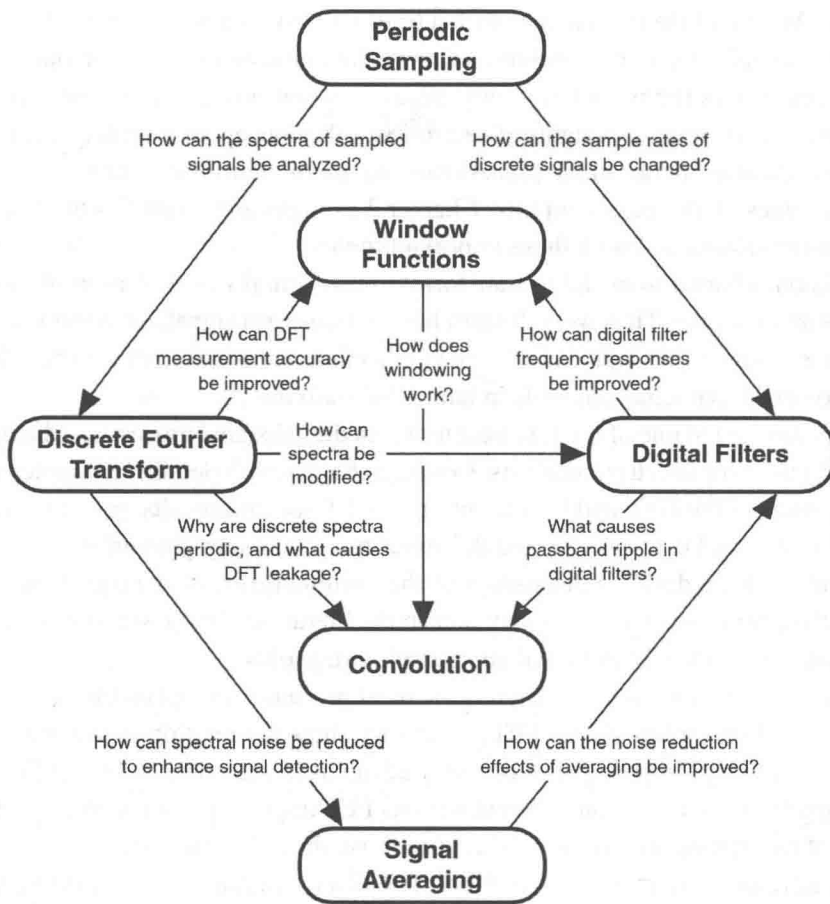 Periodic
Sampling
How can the spectra of sampled
signals be analyzed?
How can the sample rates of
discrete signals be changed?
Window
Functions
How can DFT
measurement accuracy
be improved?
How does
windowing
work?
How can digital filter
frequency responses
be improved?
Discrete Fourier
Transform
How can
spectra be
modified?
Digital Filters
Why are discrete spectra
periodic, and what causes
DFT leakage?
What causes
passband ripple in
digital filters?
Convolution
How can spectral noise be reduced
to enhance signal detection?
How can the noise reduction
effects of averaging be improved?
Signal
Averaging